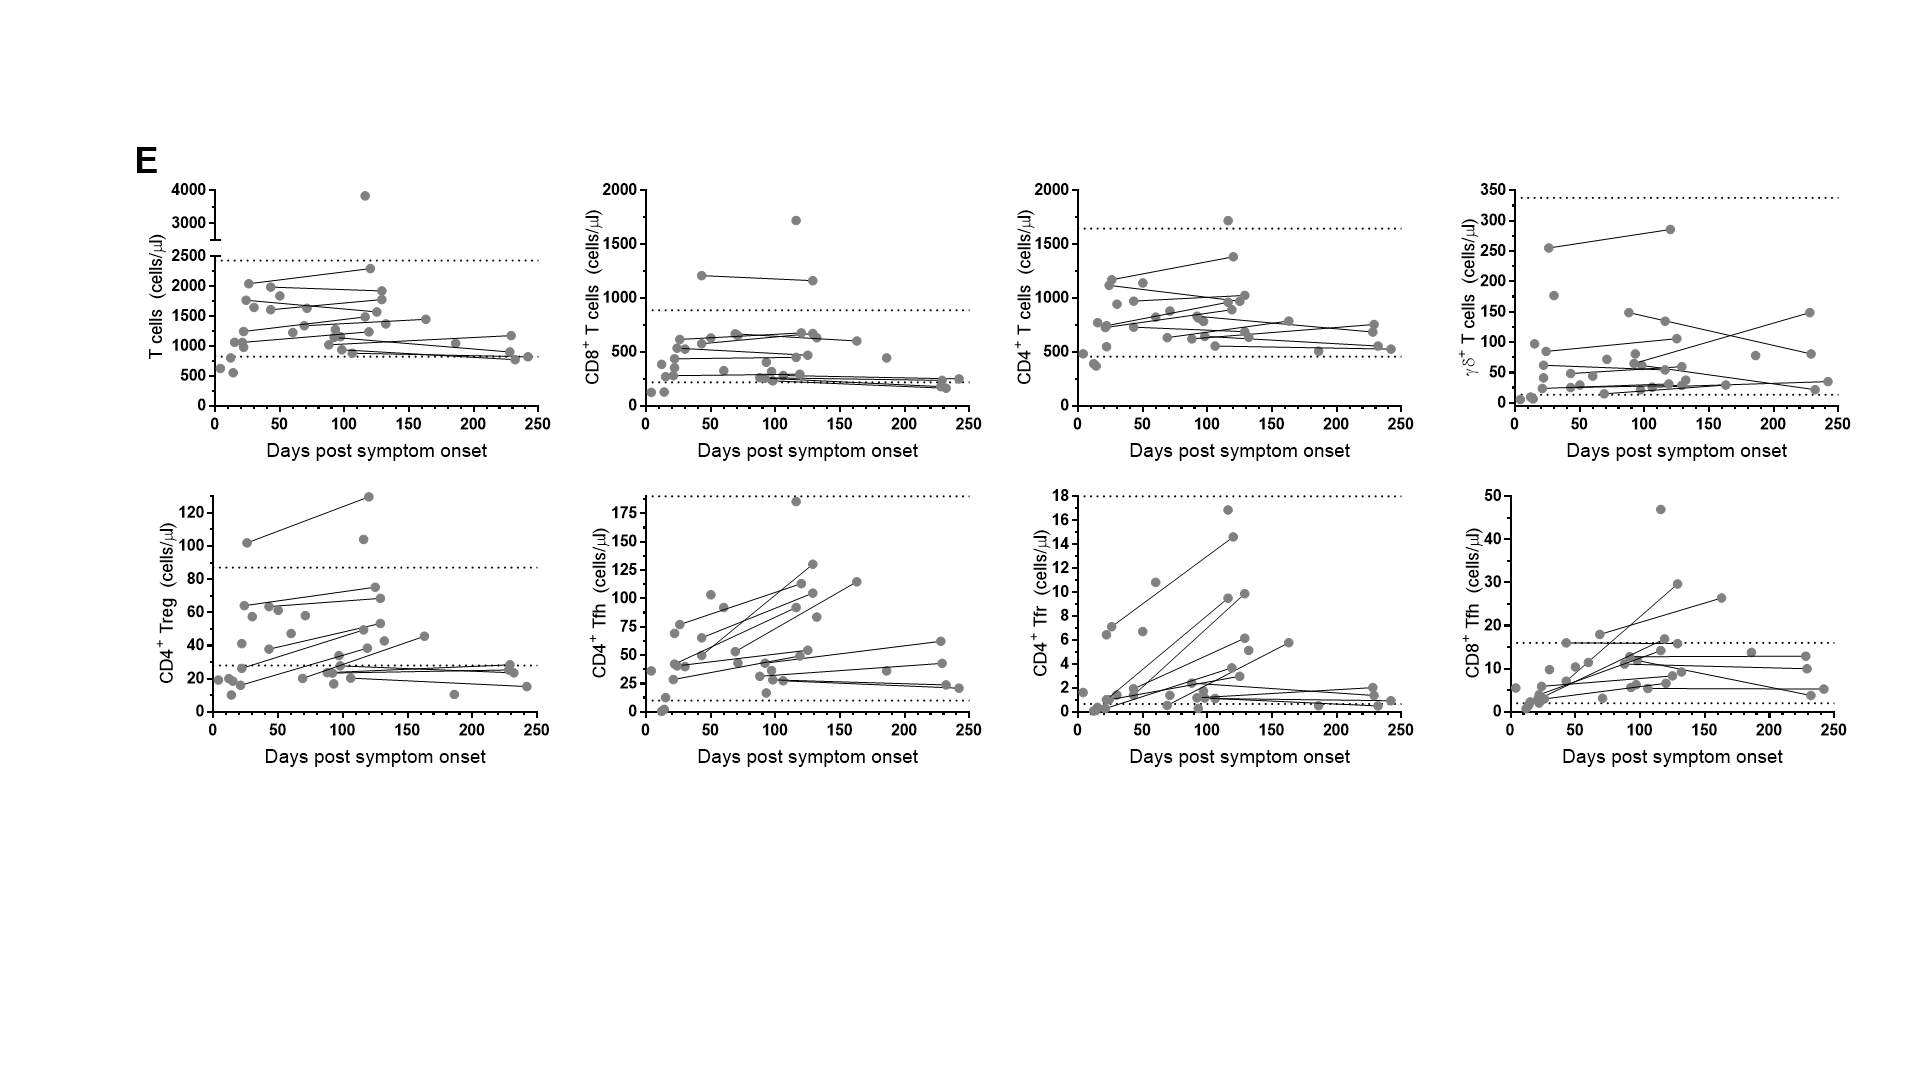 E
T cells (cells/μl)
4000
3000
2500
2000
1500
1000
500
0
0 50 100 150 200 250
Days post symptom onset
CD8⁺ T cells (cells/μl)
2000
1500
1000
500
0
0 50 100 150 200 250
Days post symptom onset
CD4⁺ T cells (cells/μl)
2000
1500
1000
500
0
0 50 100 150 200 250
Days post symptom onset
γδ⁺ T cells (cells/μl)
350
300
250
200
150
100
50
0
0 50 100 150 200 250
Days post symptom onset
CD4⁺ Treg (cells/μl)
120
100
80
60
40
20
0
0 50 100 150 200 250
Days post symptom onset
CD4⁺ Tfh (cells/μl)
175
150
125
100
75
50
25
0
0 50 100 150 200 250
Days post symptom onset
CD4⁺ Tfr (cells/μl)
18
16
14
12
10
8
6
4
2
0
0 50 100 150 200 250
Days post symptom onset
CD8⁺ Tfh (cells/μl)
50
40
30
20
10
0
0 50 100 150 200 250
Days post symptom onset